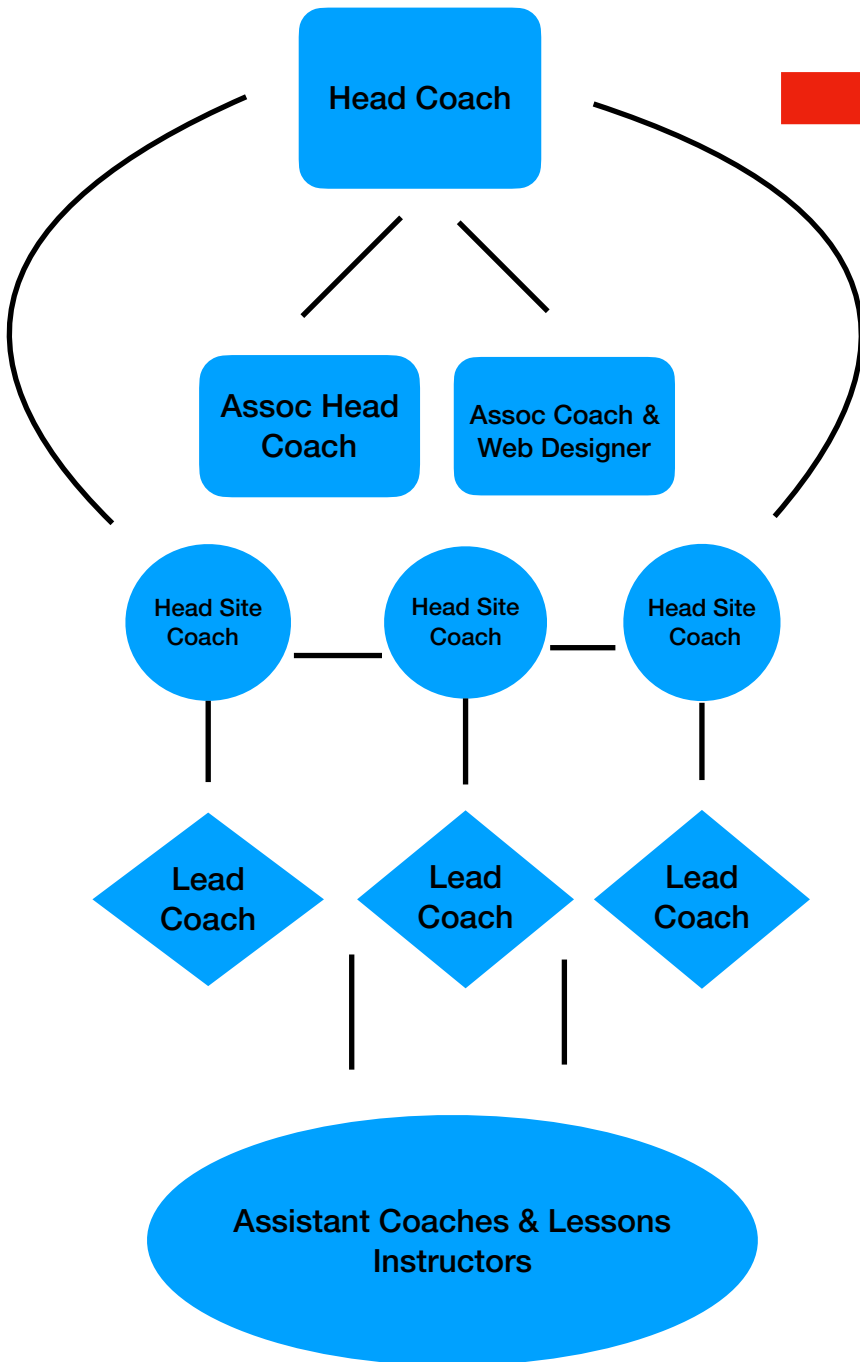 Head Coach
Assoc Head
Coach
Assoc Coach &
Web Designer
Head Site
Coach
Head Site
Coach
Head Site
Coach
Lead
Coach
Lead
Coach
Lead
Coach
Assistant Coaches & Lessons
Instructors